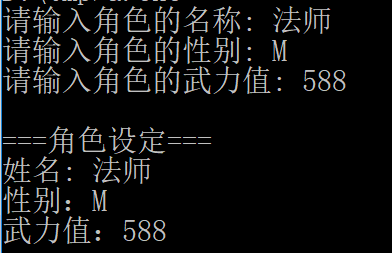 请输入角色的名称: 法师
请输入角色的性别: M
请输入角色的武力值: 588
===角色设定===
姓名: 法师
性别：M
武力值：588